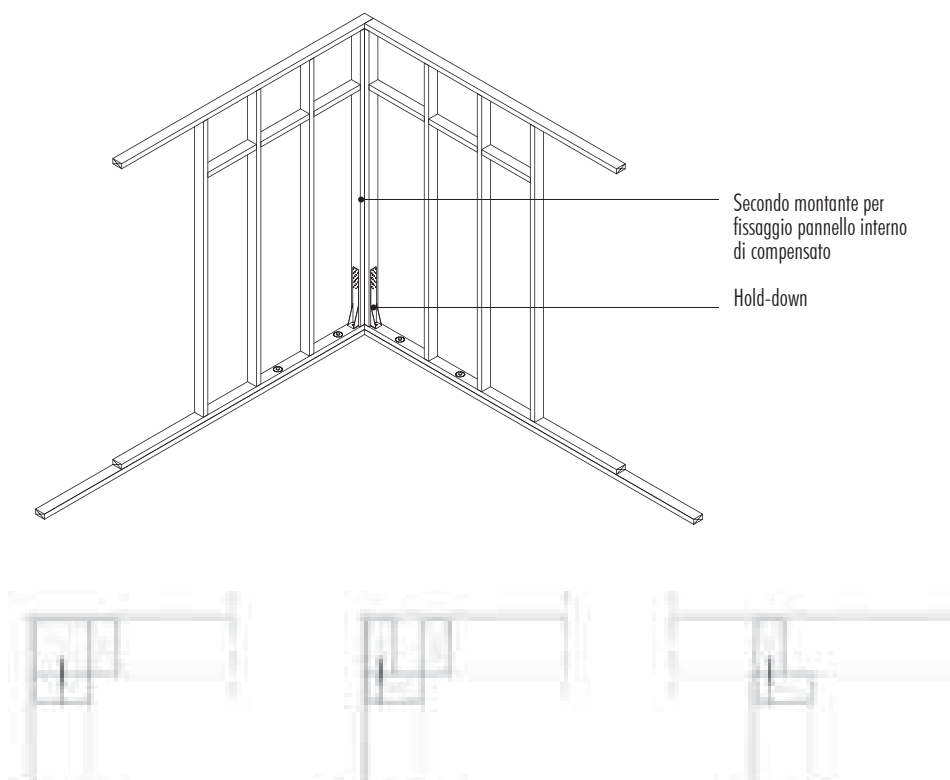 Secondo montante per
fissaggio pannello interno
di compensato
Hold-down